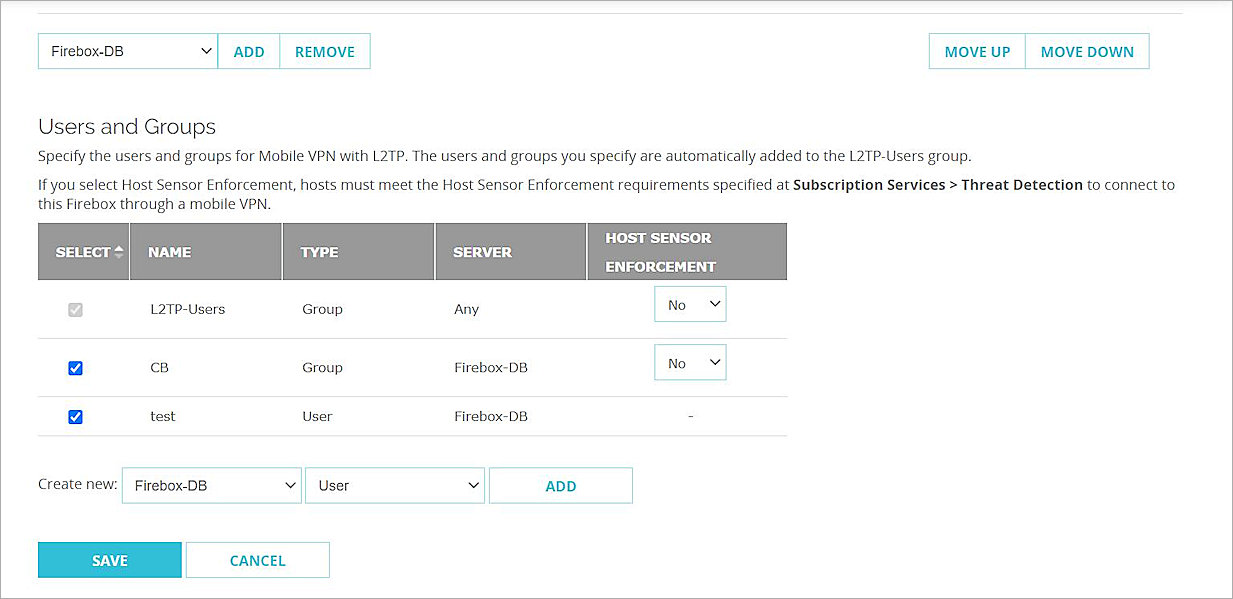 Firebox-DB ADD REMOVE MOVE UP MOVE DOWN
Users and Groups
Specify the users and groups for Mobile VPN with L2TP. The users and groups you specify are automatically added to the L2TP-Users group.
If you select Host Sensor Enforcement, hosts must meet the Host Sensor Enforcement requirements specified at Subscription Services > Threat Detection to connect to
this Firebox through a mobile VPN.
SELECT NAME TYPE SERVER HOST SENSOR
ENFORCEMENT
L2TP-Users Group Any No
CB Group Firebox-DB No
test User Firebox-DB -
Create new: Firebox-DB User ADD
SAVE CANCEL